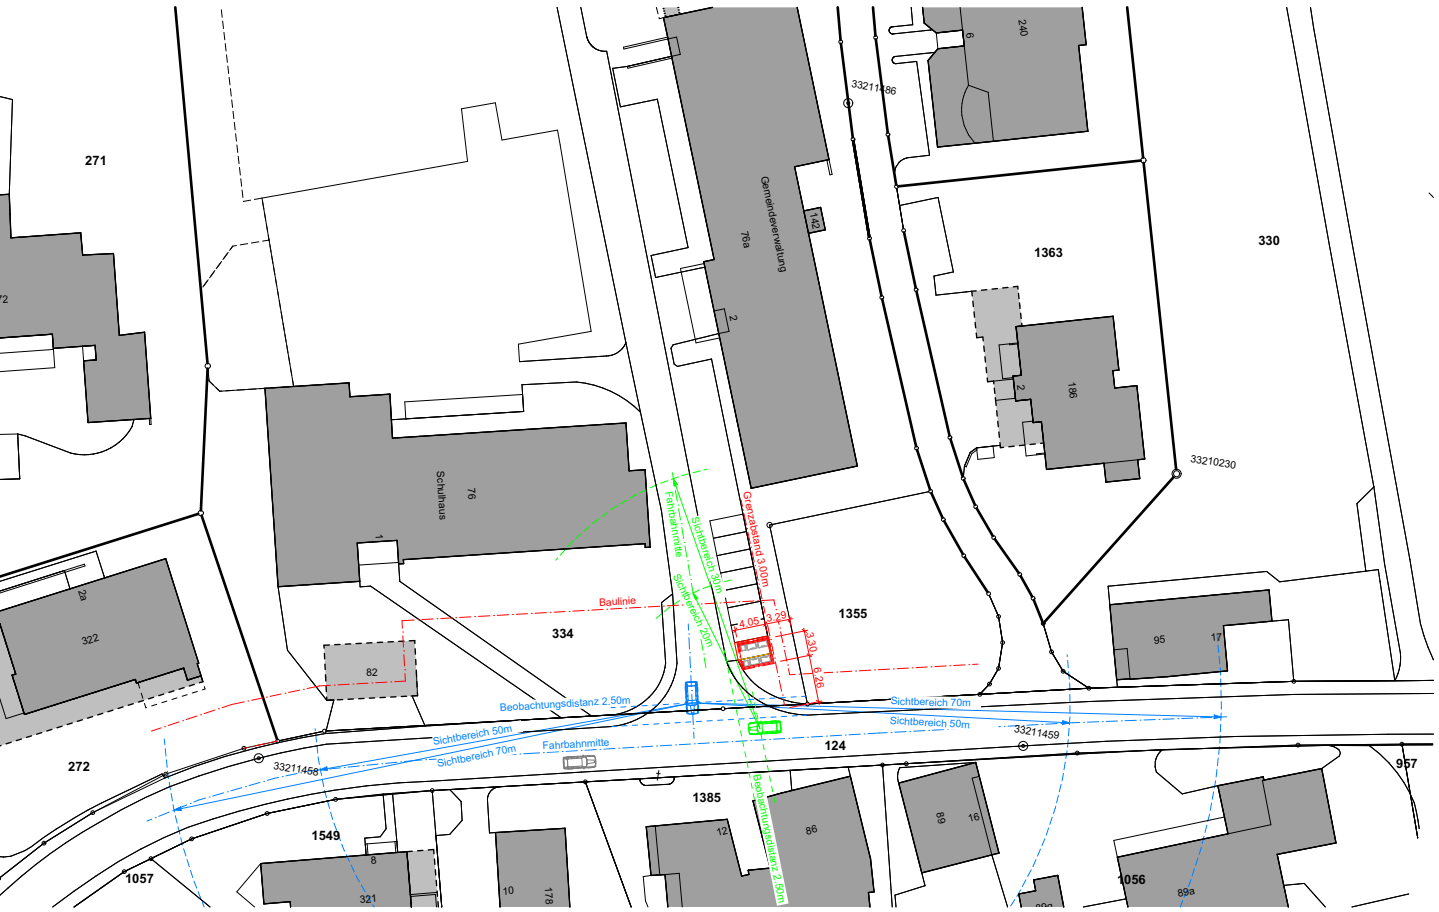 240
6
33211486
271
Gemeindeverwaltung
76a
142
1363
330
2
2
186
33210230
Schulhaus
76
1
Fahrbahnmitte
Sichtbereich 30m
Sichtbereich 20m
Grenzabstand 3.00m
Baulinie
334
1355
4.05
3.29
3.30
6.26
2a
322
82
95
17
Beobachtungsdistanz 2.50m
Sichtbereich 70m
Sichtbereich 50m
Sichtbereich 50m
Sichtbereich 70m
Fahrbahnmitte
124
33211459
33211458
272
957
1385
1549
Beobachtungsdistanz 2.50m
12
86
89
16
8
1057
321
10
178
1056
89a